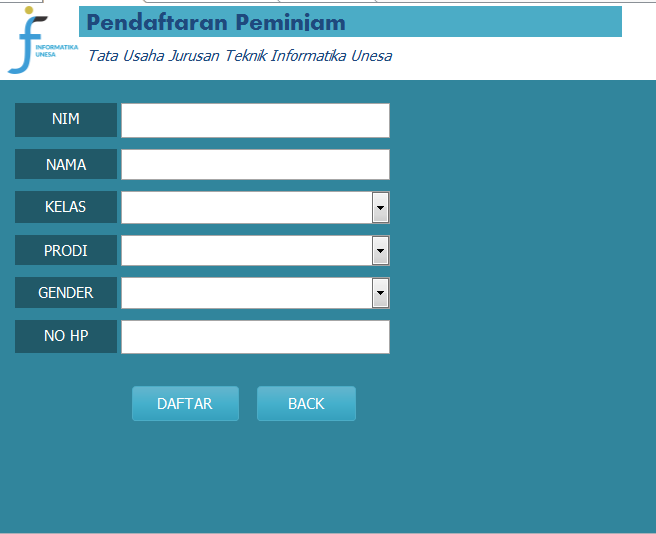 Pendaftaran Peminjam
INFORMATIKA
UNESA
Tata Usaha Jurusan Teknik Informatika Unesa
NIM
NAMA
KELAS
PRODI
GENDER
NO HP
DAFTAR
BACK